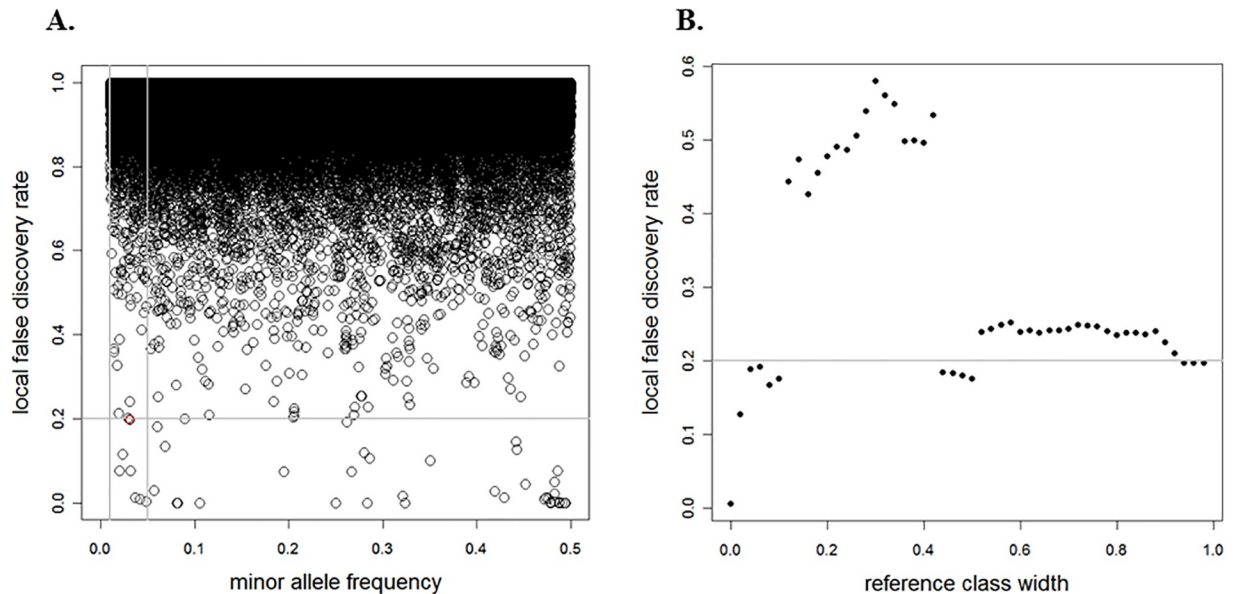 A.
local false discovery rate
1.0
0.8
0.6
0.4
0.2
0.0
0.0 0.1 0.2 0.3 0.4 0.5
minor allele frequency
B.
local false discovery rate
0.6
0.5
0.4
0.3
0.2
0.1
0.0
0.0 0.2 0.4 0.6 0.8 1.0
reference class width